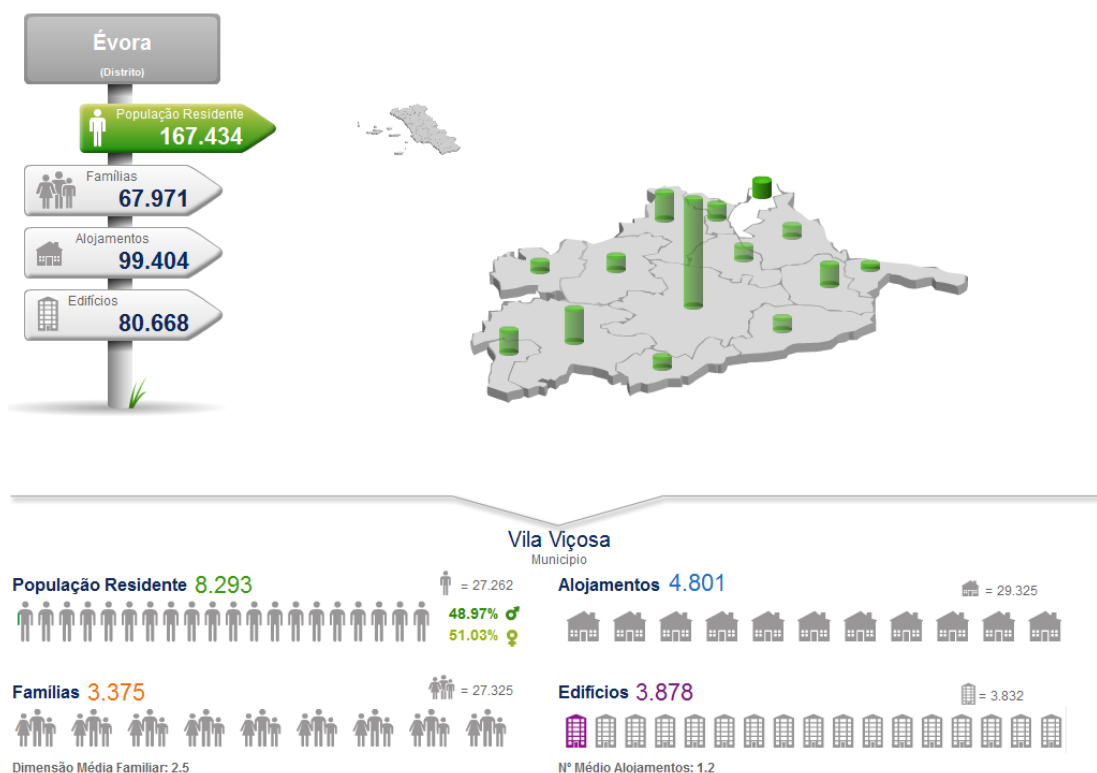 Évora
(Distrito)
População Residente
167.434
Famílias
67.971
Alojamentos
99.404
Edifícios
80.668
Vila Viçosa
Municipio
População Residente 8.293
= 27.262
48.97%
51.03%
Alojamentos 4.801
= 29.325
Famílias 3.375
= 27.325
Dimensão Média Familiar: 2.5
Edificios 3.878
= 3.832
Nº Médio Alojamentos: 1.2